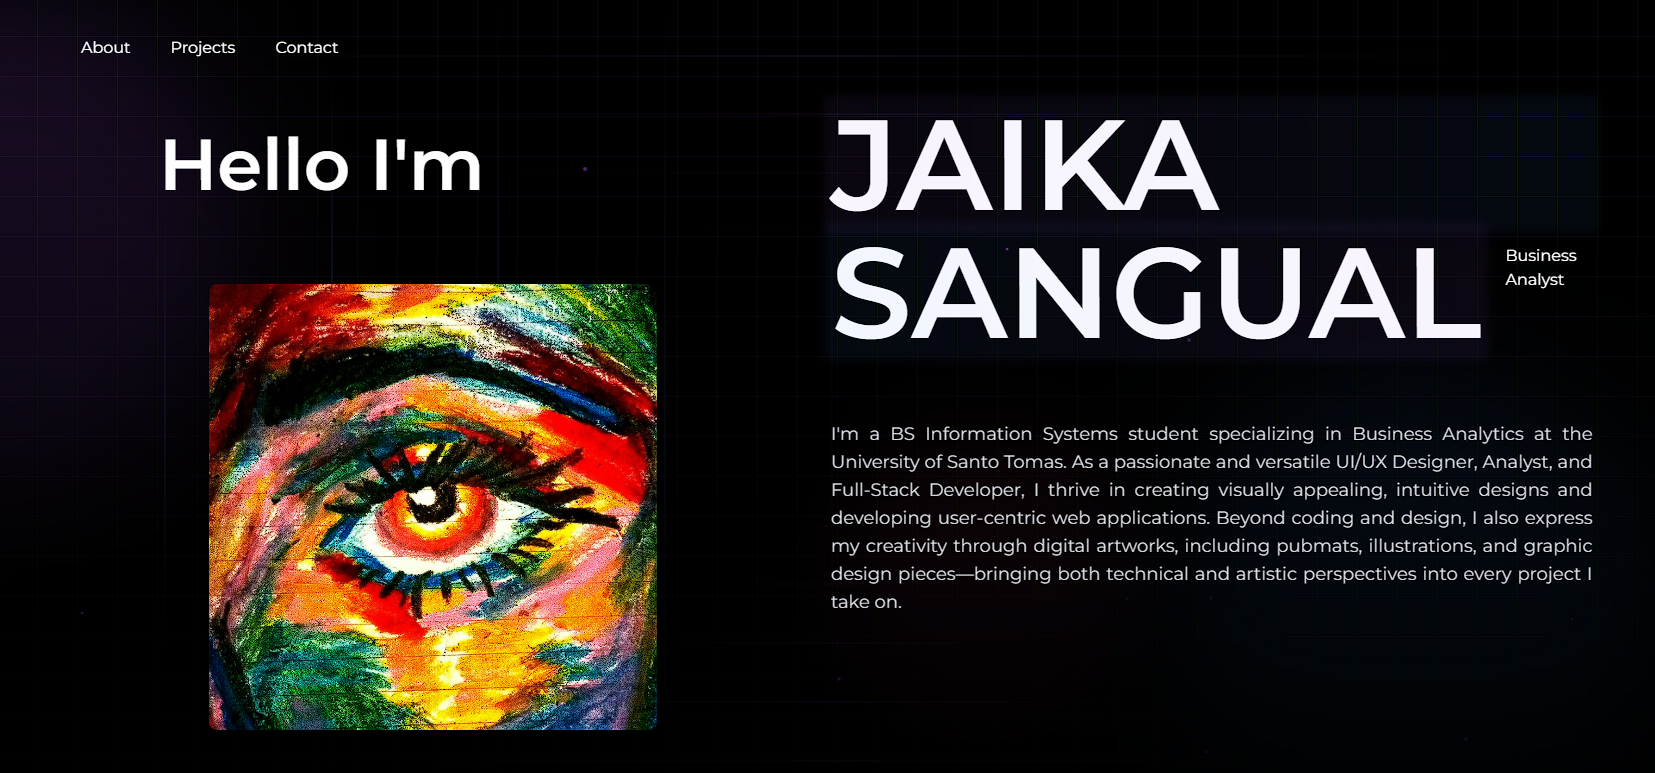 About Projects Contact
Hello I'm
JAIKA
SANGUAL
Business
Analyst
I'm a BS Information Systems student specializing in Business Analytics at the
University of Santo Tomas. As a passionate and versatile UI/UX Designer, Analyst, and
Full-Stack Developer, I thrive in creating visually appealing, intuitive designs and
developing user-centric web applications. Beyond coding and design, I also express
my creativity through digital artworks, including pubmats, illustrations, and graphic
design pieces—bringing both technical and artistic perspectives into every project I
take on.